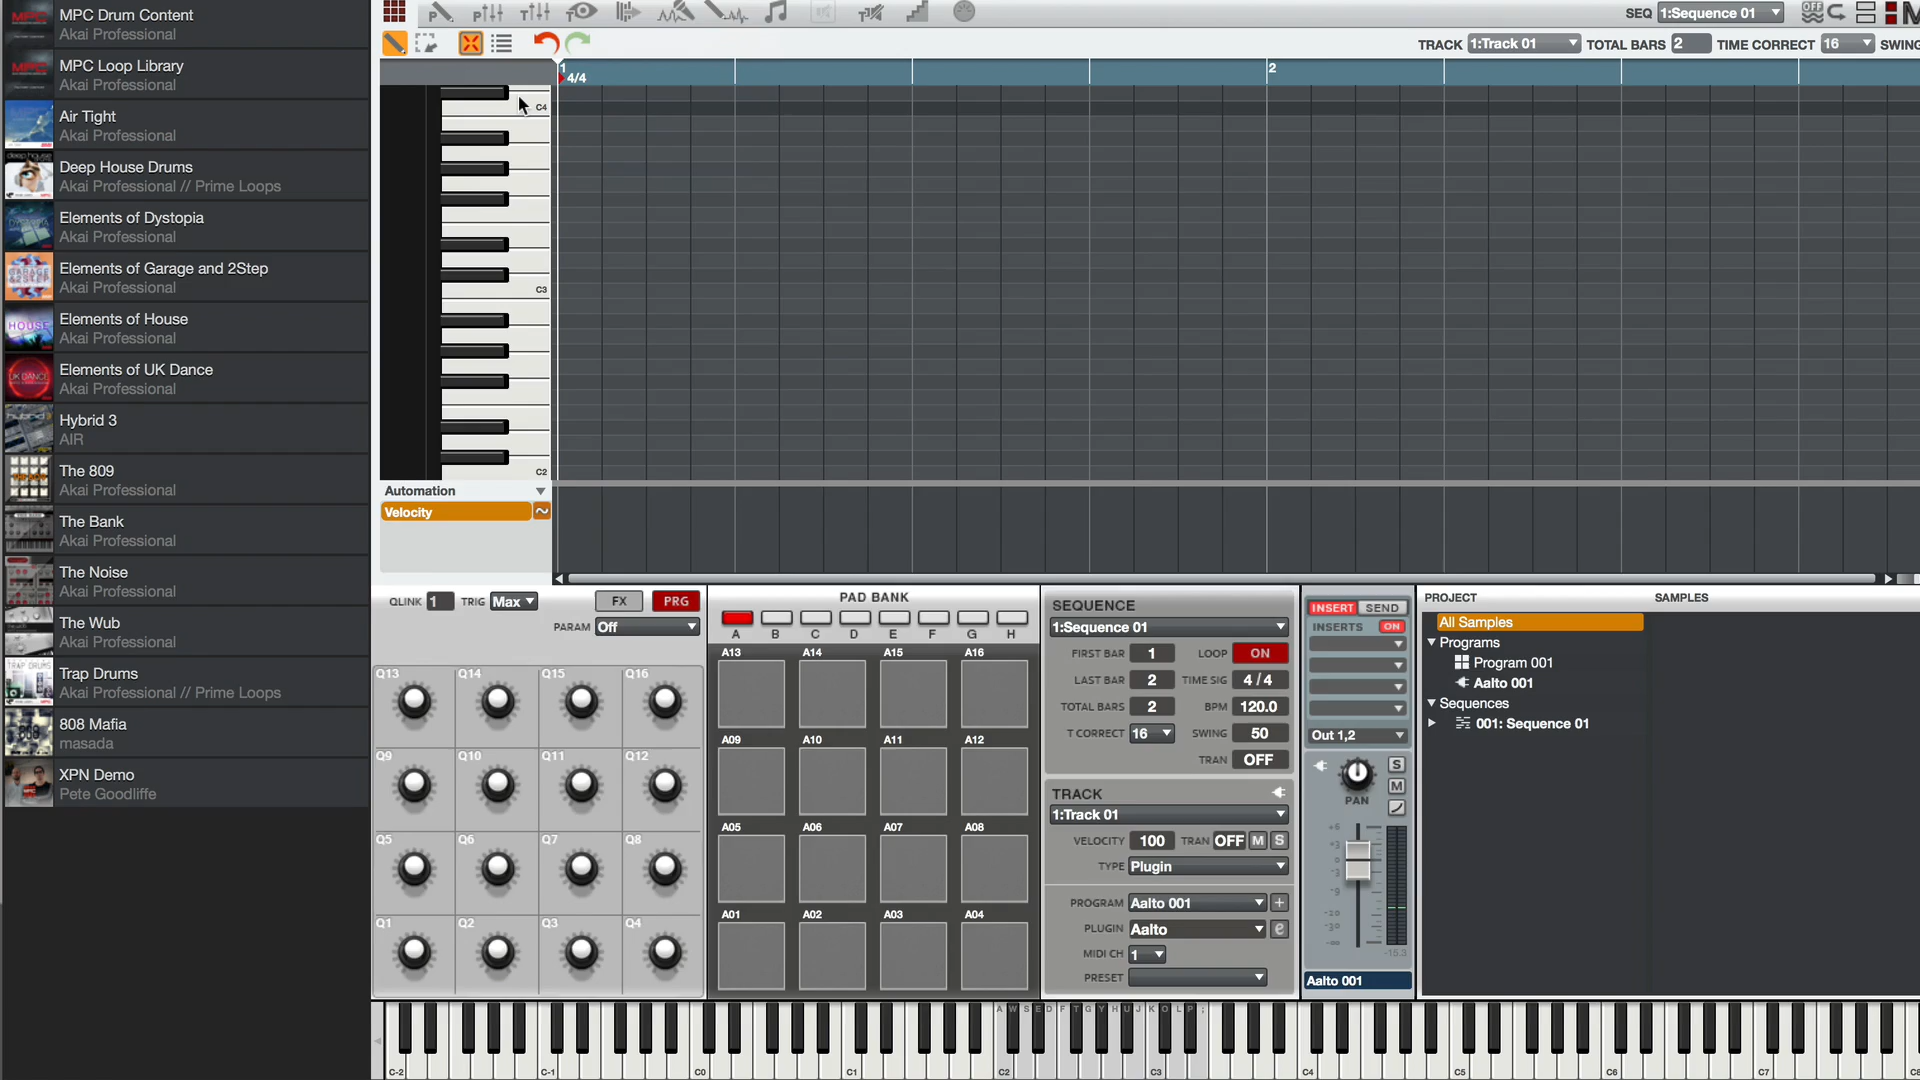 MPC Drum Content
Akai Professional
MPC Loop Library
Akai Professional
Air Tight
Akai Professional
Deep House Drums
Akai Professional // Prime Loops
Elements of Dystopia
Akai Professional
Elements of Garage and 2Step
Akai Professional
Elements of House
Akai Professional
Elements of UK Dance
Akai Professional
Hybrid 3
AIR
The 809
Akai Professional
The Bank
Akai Professional
The Noise
Akai Professional
The Wub
Akai Professional
Trap Drums
Akai Professional // Prime Loops
808 Mafia
masada
XPN Demo
Pete Goodliffe
SEQ 1:Sequence 01 OFF
TRACK 1:Track 01 TOTAL BARS 2 TIME CORRECT 16 SWING
1 2
4/4
C4
C3
C2
Automation
Velocity
QLINK 1 TRIG Max FX PRG
PARAM Off
Q13 Q14 Q15 Q16
Q9 Q10 Q11 Q12
Q5 Q6 Q7 Q8
Q1 Q2 Q3 Q4
PAD BANK
A B C D E F G H
A13 A14 A15 A16
A09 A10 A11 A12
A05 A06 A07 A08
A01 A02 A03 A04
SEQUENCE
1:Sequence 01
FIRST BAR 1 LOOP ON
LAST BAR 2 TIME SIG 4 / 4
TOTAL BARS 2 BPM 120.0
T CORRECT 16 SWING 50
TRAN OFF
TRACK
1:Track 01
VELOCITY 100 TRAN OFF M S
TYPE Plugin
PROGRAM Aalto 001 +
PLUGIN Aalto e
MIDI CH 1
PRESET
INSERT SEND
INSERTS ON
Out 1,2
S
M
PAN
+6
+3
0
-3
-9
-20
-∞
-15.3
Aalto 001
PROJECT SAMPLES
All Samples
Programs
Program 001
Aalto 001
Sequences
001: Sequence 01
A W S E D F T G Y H U J K O L P ;
C-2 C-1 C0 C1 C2 C3 C4 C5 C6 C7 C8